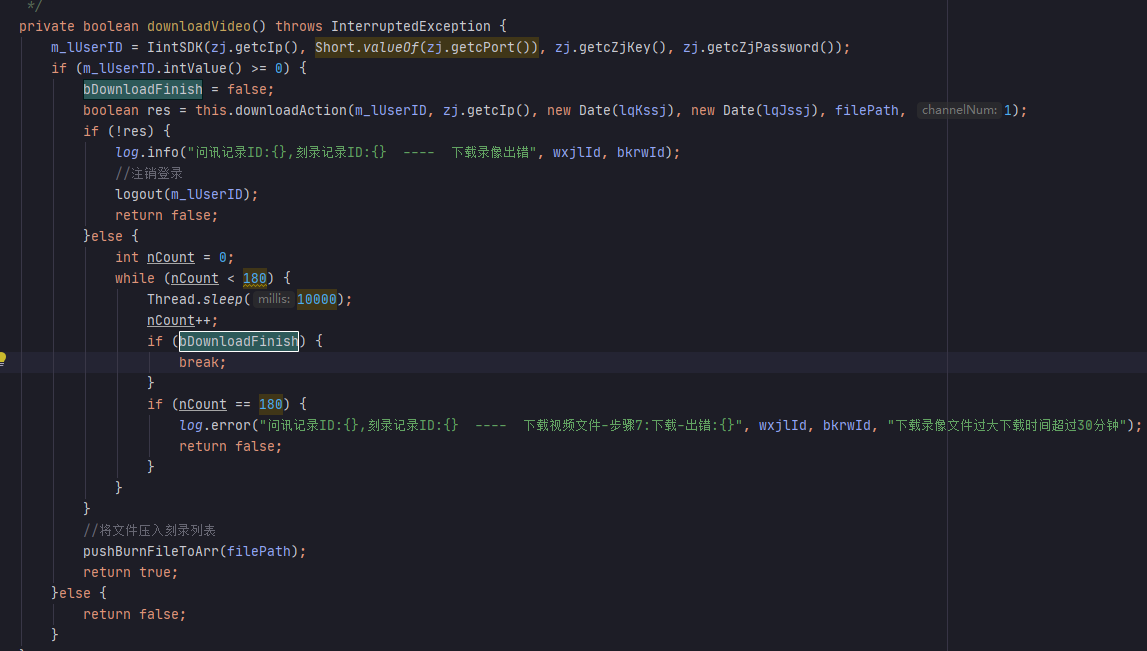 */
private boolean downloadVideo() throws InterruptedException {
m_lUserID = IintSDK(zj.getcIp(), Short.valueOf(zj.getcPort()), zj.getcZjKey(), zj.getcZjPassword());
if (m_lUserID.intValue() >= 0) {
bDownloadFinish = false;
boolean res = this.downloadAction(m_lUserID, zj.getcIp(), new Date(lqKssj), new Date(lqJssj), filePath, channelNum: 1);
if (!res) {
log.info("问讯记录ID:{},刻录记录ID:{}  ----  下载录像出错", wxjlId, bkrwId);
//注销登录
logout(m_lUserID);
return false;
}else {
int nCount = 0;
while (nCount < 180) {
Thread.sleep( millis: 10000);
nCount++;
if (bDownloadFinish) {
break;
}
if (nCount == 180) {
log.error("问讯记录ID:{},刻录记录ID:{}  ----  下载视频文件-步骤7:下载-出错:{}", wxjlId, bkrwId, "下载录像文件过大下载时间超过30分钟");
return false;
}
}
}
//将文件压入刻录列表
pushBurnFileToArr(filePath);
return true;
}else {
return false;
}